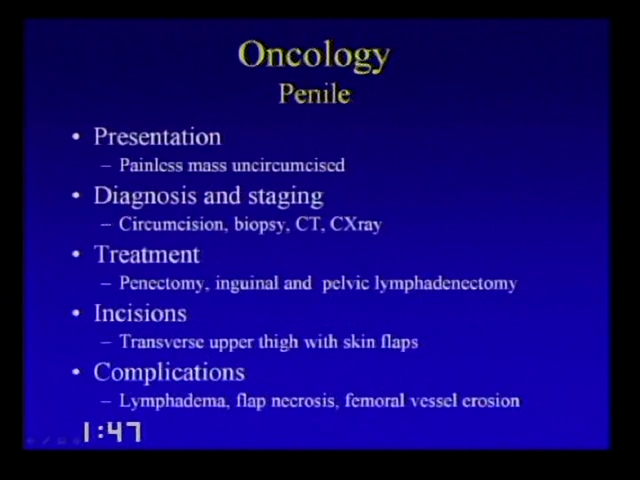 Oncology
Penile
• Presentation
– Painless mass uncircumcised
• Diagnosis and staging
– Circumcision, biopsy, CT, CXray
• Treatment
– Penectomy, inguinal and pelvic lymphadenectomy
• Incisions
– Transverse upper thigh with skin flaps
• Complications
– Lymphadema, flap necrosis, femoral vessel erosion
1:47